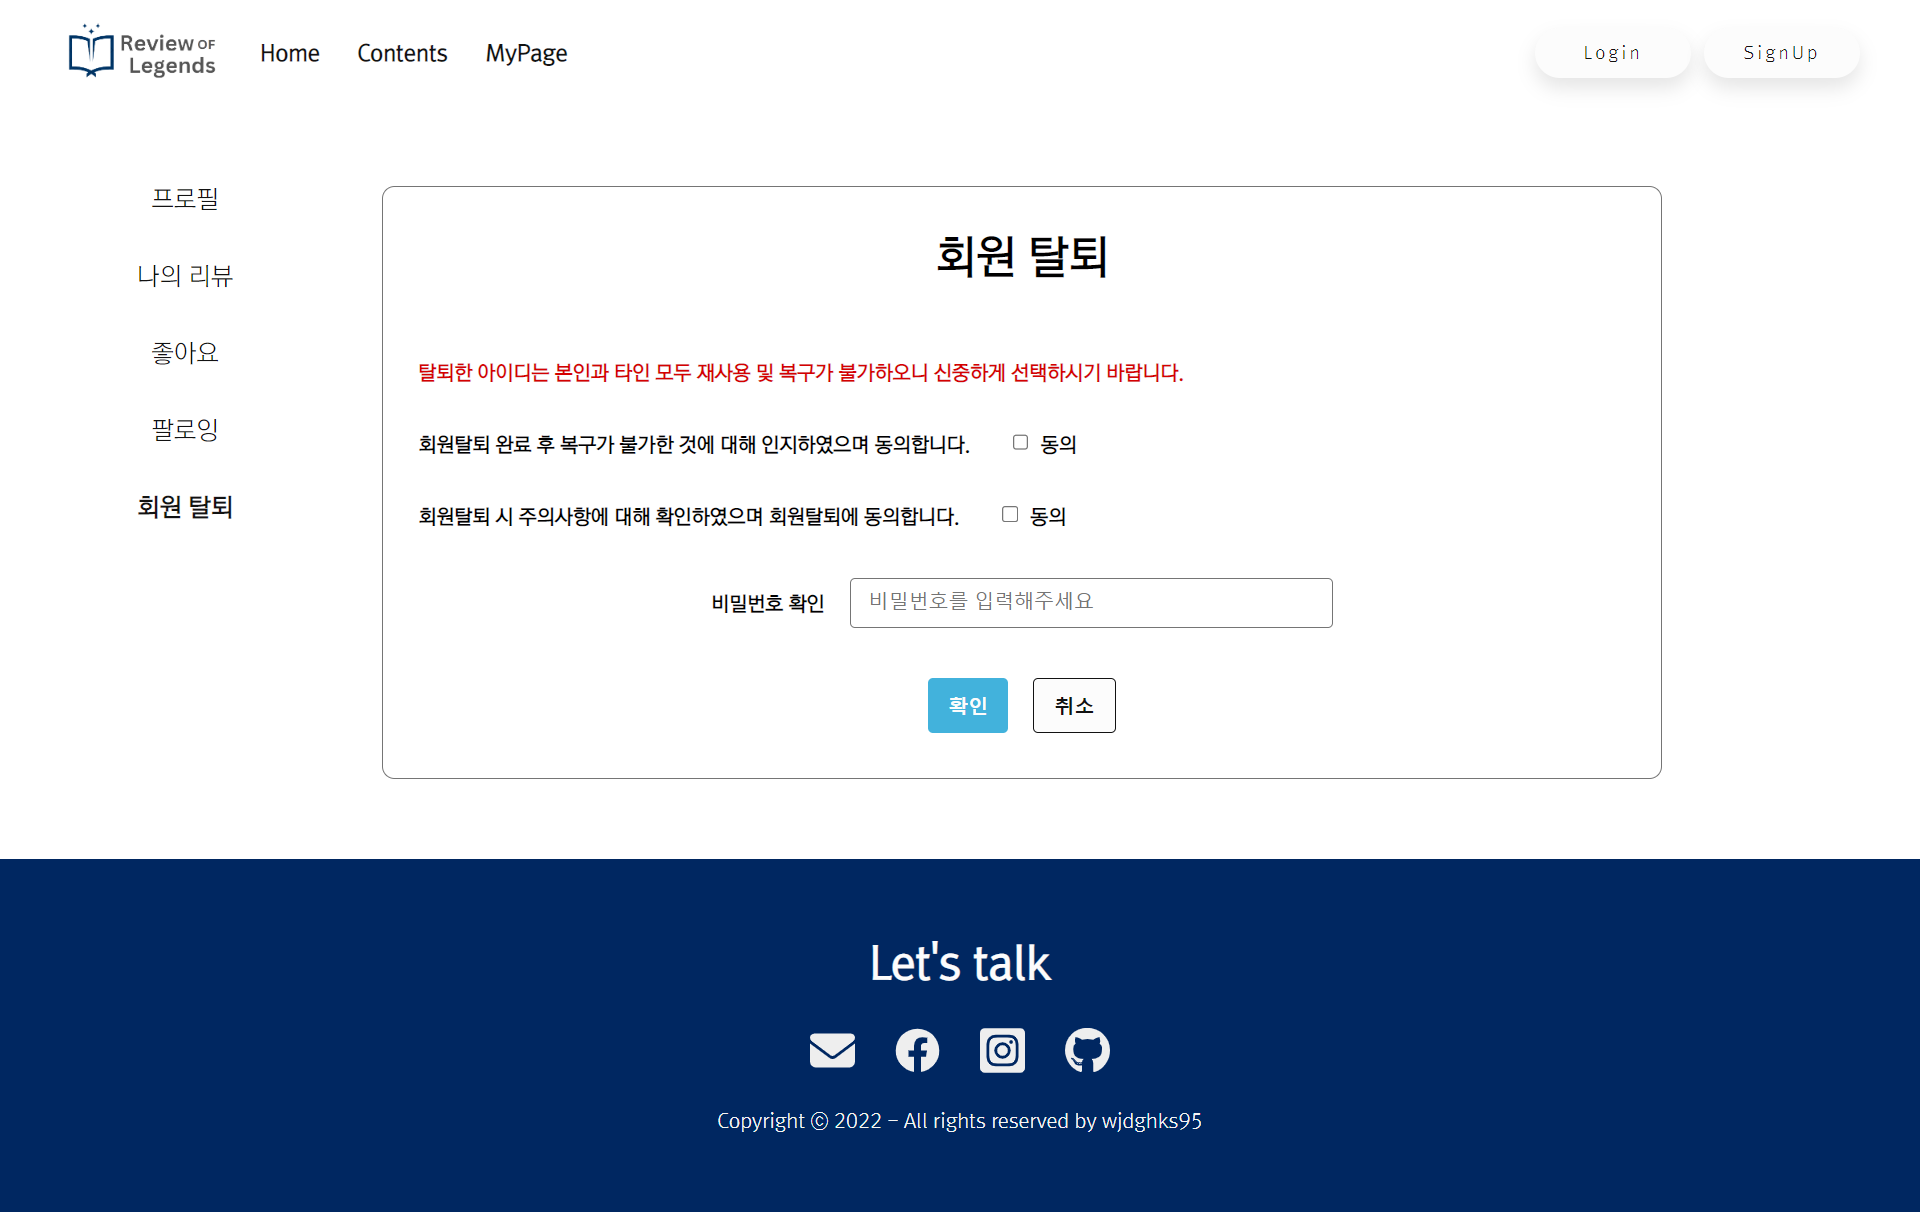 Review OF
Legends
Home
Contents
MyPage
Login
SignUp
프로필
나의 리뷰
좋아요
팔로잉
회원 탈퇴
회원 탈퇴
탈퇴한 아이디는 본인과 타인 모두 재사용 및 복구가 불가하오니 신중하게 선택하시기 바랍니다.
회원탈퇴 완료 후 복구가 불가한 것에 대해 인지하였으며 동의합니다. 동의
회원탈퇴 시 주의사항에 대해 확인하였으며 회원탈퇴에 동의합니다. 동의
비밀번호 확인 비밀번호를 입력해주세요
확인 취소
Let's talk
Copyright ⓒ 2022 – All rights reserved by wjdghks95